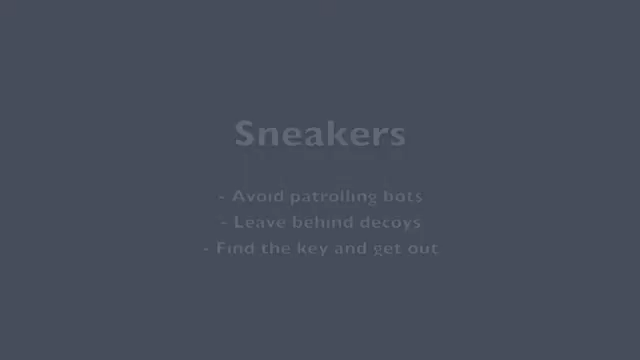 Sneakers
- Avoid patrolling bots
- Leave behind decoys
- Find the key and get out